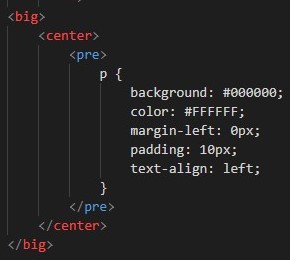 <big>
<center>
<pre>
p {
background: #000000;
color: #FFFFFF;
margin-left: 0px;
padding: 10px;
text-align: left;
}
</pre>
</center>
</big>